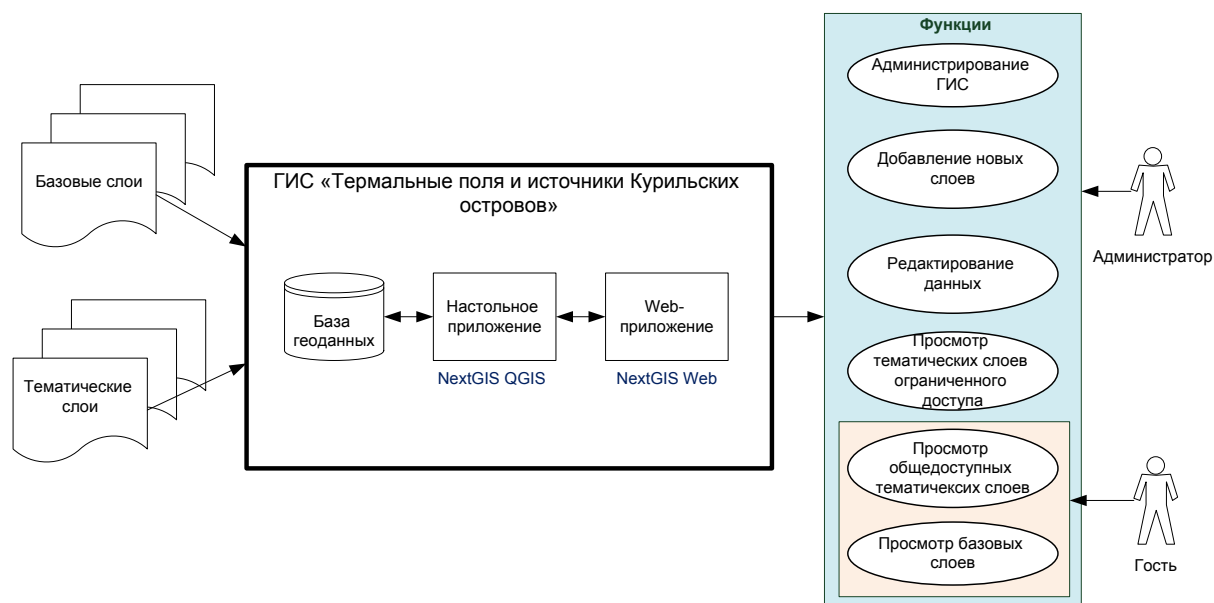 Базовые слои
Тематические
слои
ГИС «Термальные поля и источники Курильских
островов»
База
геоданных
Настольное
приложение
NextGIS QGIS
Web-
приложение
NextGIS Web
Функции
Администрирование
ГИС
Добавление новых
слоев
Редактирование
данных
Просмотр
тематических слоев
ограниченного
доступа
Просмотр
общедоступных
тематичексих слоев
Просмотр базовых
слоев
Администратор
Гость